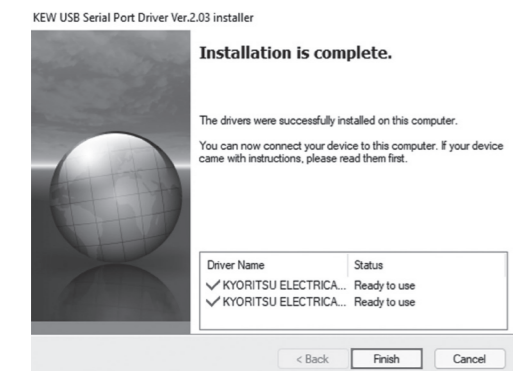 KEW USB Serial Port Driver Ver.2.03 installer
Installation is complete.
The drivers were successfully installed on this computer.
You can now connect your device to this computer. If your device
came with instructions, please read them first.
Driver Name Status
KYORITSU ELECTRICA... Ready to use
KYORITSU ELECTRICA... Ready to use
< Back Finish Cancel